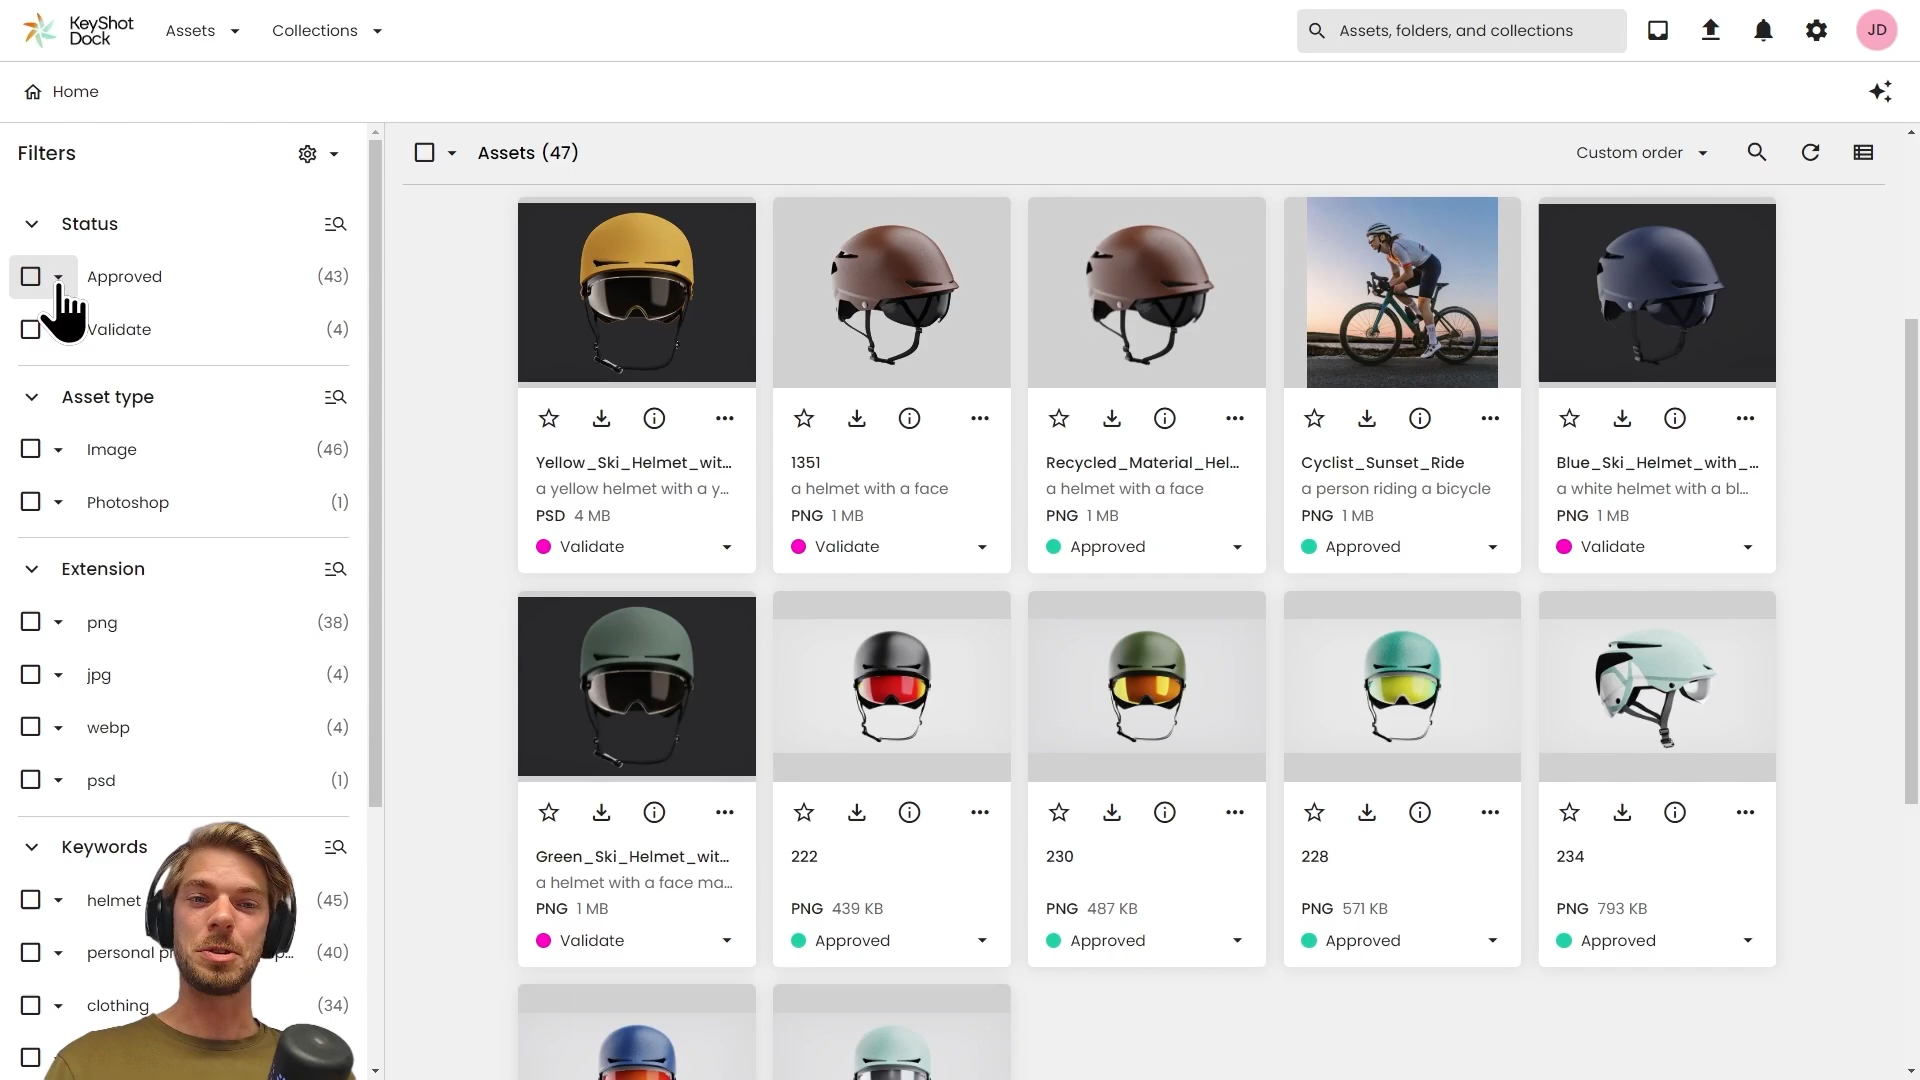 KeyShot
Dock
Assets
Collections
Assets, folders, and collections
JD
Home
Filters
Assets (47)
Custom order
Status
Approved (43)
Validate (4)
Asset type
Image (46)
Photoshop (1)
Extension
png (38)
jpg (4)
webp (4)
psd (1)
Keywords
helmet (45)
personal pr p... (40)
clothing (34)
Yellow_Ski_Helmet_wit...
a yellow helmet with a y...
PSD 4 MB
Validate
1351
a helmet with a face
PNG 1 MB
Validate
Recycled_Material_Hel...
a helmet with a face
PNG 1 MB
Approved
Cyclist_Sunset_Ride
a person riding a bicycle
PNG 1 MB
Approved
Blue_Ski_Helmet_with_...
a white helmet with a bl...
PNG 1 MB
Validate
Green_Ski_Helmet_wit...
a helmet with a face ma...
PNG 1 MB
Validate
222
PNG 439 KB
Approved
230
PNG 487 KB
Approved
228
PNG 571 KB
Approved
234
PNG 793 KB
Approved